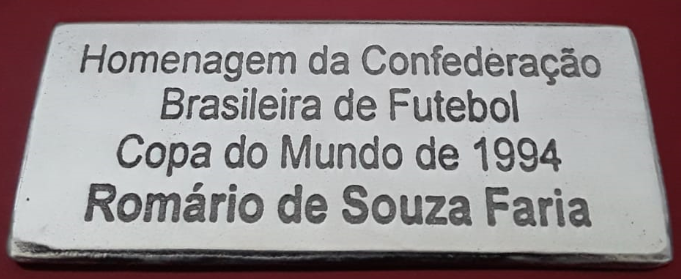 Homenagem da Confederação
Brasileira de Futebol
Copa do Mundo de 1994
Romário de Souza Faria